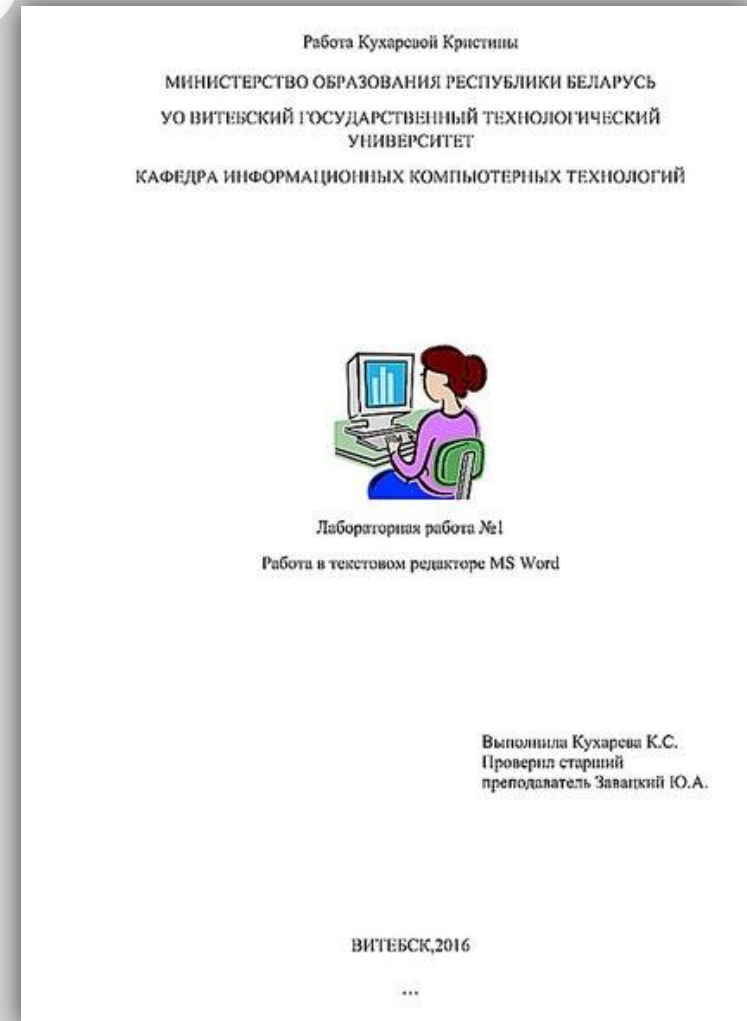 Работа Кухаревой Кристины
МИНИСТЕРСТВО ОБРАЗОВАНИЯ РЕСПУБЛИКИ БЕЛАРУСЬ
УО ВИТЕБСКИЙ ГОСУДАРСТВЕННЫЙ ТЕХНОЛОГИЧЕСКИЙ
УНИВЕРСИТЕТ
КАФЕДРА ИНФОРМАЦИОННЫХ КОМПЬЮТЕРНЫХ ТЕХНОЛОГИЙ
Лабораторная работа №1
Работа в текстовом редакторе MS Word
Выполнила Кухарева К.С.
Проверил старший
преподаватель Завацкий Ю.А.
ВИТЕБСК,2016
...